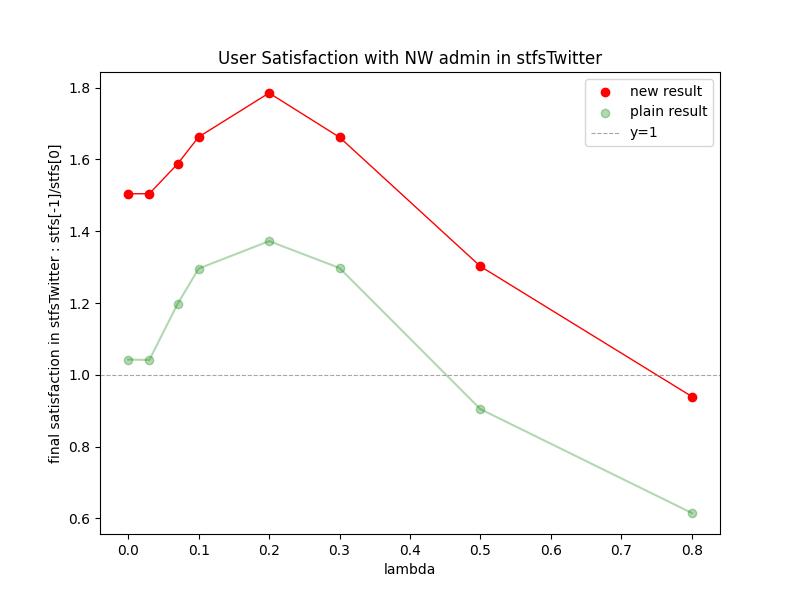 User Satisfaction with NW admin in stfsTwitter
new result
plain result
y=1
final satisfaction in stfsTwitter : stfs[-1]/stfs[0]
1.8
1.6
1.4
1.2
1.0
0.8
0.6
0.0 0.1 0.2 0.3 0.4 0.5 0.6 0.7 0.8
lambda